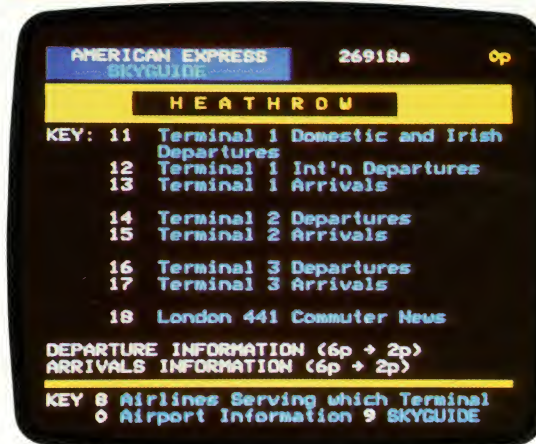 AMERICAN EXPRESS 26918a 0p
SKYGUIDE
HEATHROW
KEY: 11 Terminal 1 Domestic and Irish
Departures
12 Terminal 1 Int'n Departures
13 Terminal 1 Arrivals
14 Terminal 2 Departures
15 Terminal 2 Arrivals
16 Terminal 3 Departures
17 Terminal 3 Arrivals
18 London 441 Commuter News
DEPARTURE INFORMATION (6p → 2p)
ARRIVALS INFORMATION (6p → 2p)
KEY 8 Airlines Serving which Terminal
0 Airport Information 9 SKYGUIDE